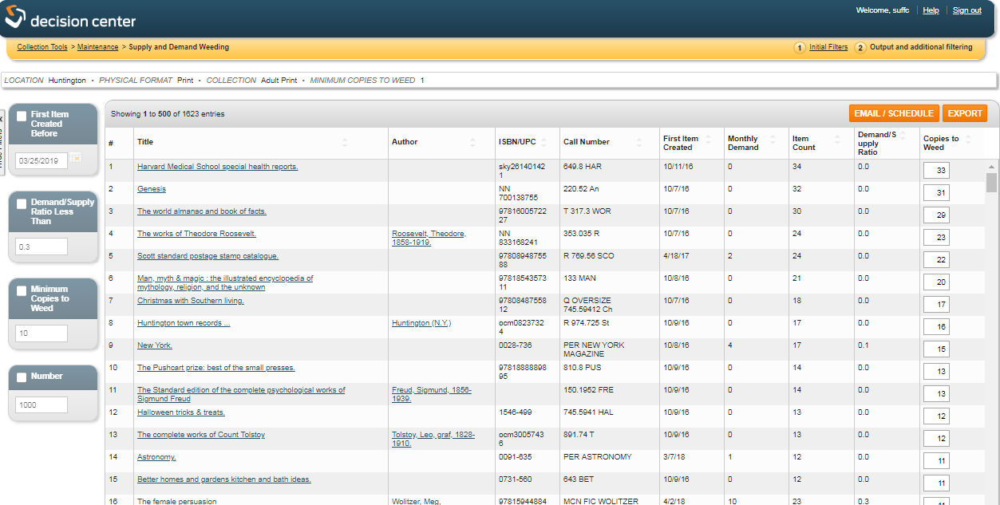 decision center
Welcome, suffc Help Sign out
Collection Tools > Maintenance > Supply and Demand Weeding
1 Initial Filters 2 Output and additional filtering
LOCATION Huntington • PHYSICAL FORMAT Print • COLLECTION Adult Print • MINIMUM COPIES TO WEED 1
First Item
Created
Before
03/25/2019
Demand/Supply
Ratio Less
Than
0.3
Minimum
Copies to
Weed
10
Number
1000
Showing 1 to 500 of 1623 entries
EMAIL / SCHEDULE EXPORT
# Title Author ISBN/UPC Call Number First Item Created Monthly Demand Item Count Demand/Supply Ratio Copies to Weed
1 Harvard Medical School special health reports. sky261401421 649.8 HAR 10/11/16 0 34 0.0 33
2 Genesis NN 700138755 220.52 An 10/7/16 0 32 0.0 31
3 The world almanac and book of facts. 9781600572227 T 317.3 WOR 10/7/16 0 30 0.0 29
4 The works of Theodore Roosevelt. Roosevelt, Theodore, 1858-1919. NN 833168241 353.035 R 10/7/16 0 24 0.0 23
5 Scott standard postage stamp catalogue. 9780894875588 R 769.56 SCO 4/18/17 2 24 0.0 22
6 Man, myth & magic : the illustrated encyclopedia of mythology, religion, and the unknown 9781854357311 133 MAN 10/8/16 0 21 0.0 20
7 Christmas with Southern living. 9780848755812 Q OVERSIZE 745.59412 Ch 10/7/16 0 18 0.0 17
8 Huntington town records ... Huntington (N.Y.) ocm08237324 R 974.725 St 10/9/16 0 17 0.0 16
9 New York. 0028-736 PER NEW YORK MAGAZINE 10/8/16 4 17 0.1 15
10 The Pushcart prize: best of the small presses. 9781888889895 810.8 PUS 10/9/16 0 14 0.0 13
11 The Standard edition of the complete psychological works of Sigmund Freud Freud, Sigmund, 1856-1939. 150.1952 FRE 10/9/16 0 14 0.0 13
12 Halloween tricks & treats. 1546-499 745.5941 HAL 10/9/16 0 13 0.0 12
13 The complete works of Count Tolstoy Tolstoy, Leo, graf, 1828-1910. ocm30057436 891.74 T 10/9/16 0 13 0.0 12
14 Astronomy. 0091-635 PER ASTRONOMY 3/7/18 1 12 0.0 11
15 Better homes and gardens kitchen and bath ideas. 0731-560 643 BET 10/9/16 0 12 0.0 11
16 The female persuasion Wolitzer, Meg, 97815944884 MCN FIC WOLITZER 4/2/18 10 23 0.3